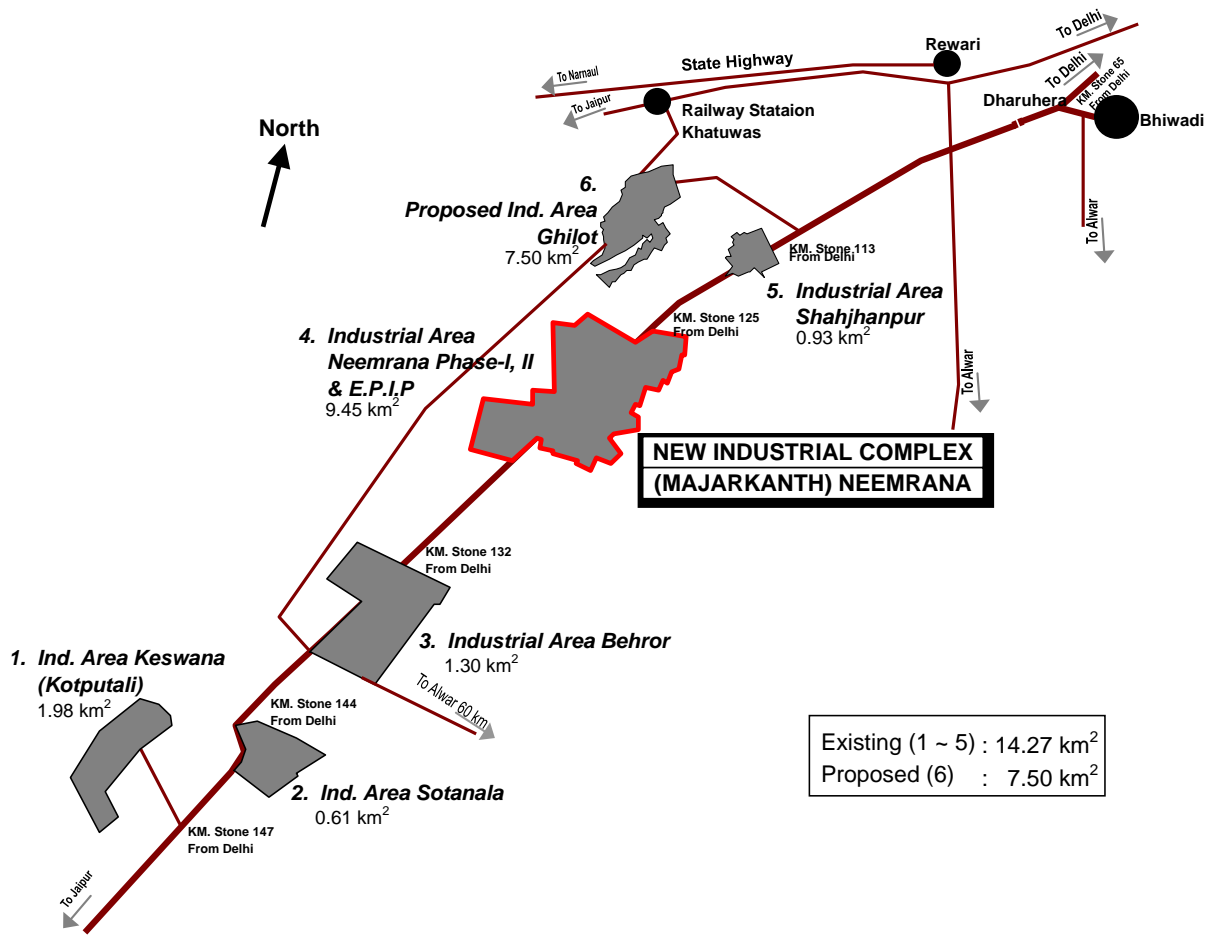 To Delhi
Rewari
State Highway
To Narnaul
To Delhi
KM. Stone 65
From Delhi
To Jaipur
Railway Stataion
Khatuwas
Dharuhera
Bhiwadi
North
6.
Proposed Ind. Area
Ghilot
7.50 km²
To Alwar
KM. Stone 113
From Delhi
5. Industrial Area
Shahjhanpur
0.93 km²
KM. Stone 125
From Delhi
4. Industrial Area
Neemrana Phase-I, II
& E.P.I.P
9.45 km²
To Alwar
NEW INDUSTRIAL COMPLEX
(MAJARKANTH) NEEMRANA
KM. Stone 132
From Delhi
3. Industrial Area Behror
1.30 km²
To Alwar 60 km
1. Ind. Area Keswana
(Kotputali)
1.98 km²
KM. Stone 144
From Delhi
2. Ind. Area Sotanala
0.61 km²
KM. Stone 147
From Delhi
To Jaipur
Existing (1 ~ 5) : 14.27 km²
Proposed (6) : 7.50 km²